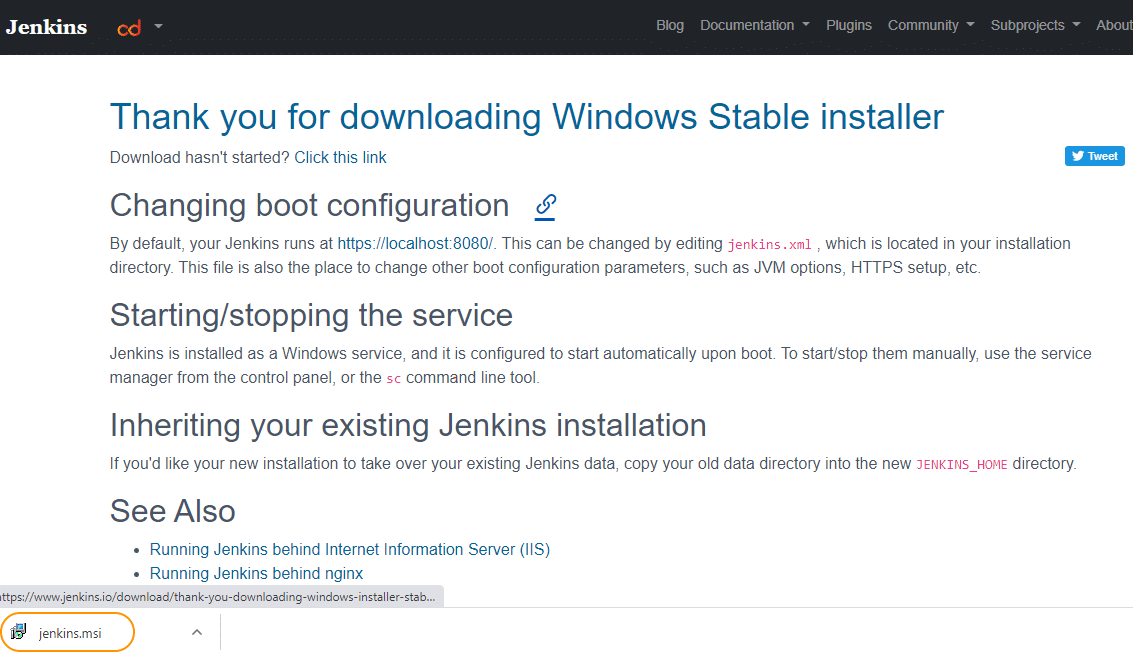 Jenkins cd Blog Documentation Plugins Community Subprojects About
Thank you for downloading Windows Stable installer
Download hasn't started? Click this link
Tweet
Changing boot configuration
By default, your Jenkins runs at https://localhost:8080/. This can be changed by editing jenkins.xml , which is located in your installation
directory. This file is also the place to change other boot configuration parameters, such as JVM options, HTTPS setup, etc.
Starting/stopping the service
Jenkins is installed as a Windows service, and it is configured to start automatically upon boot. To start/stop them manually, use the service
manager from the control panel, or the sc command line tool.
Inheriting your existing Jenkins installation
If you'd like your new installation to take over your existing Jenkins data, copy your old data directory into the new JENKINS_HOME directory.
See Also
• Running Jenkins behind Internet Information Server (IIS)
• Running Jenkins behind nginx
https://www.jenkins.io/download/thank-you-downloading-windows-installer-stab...
jenkins.msi